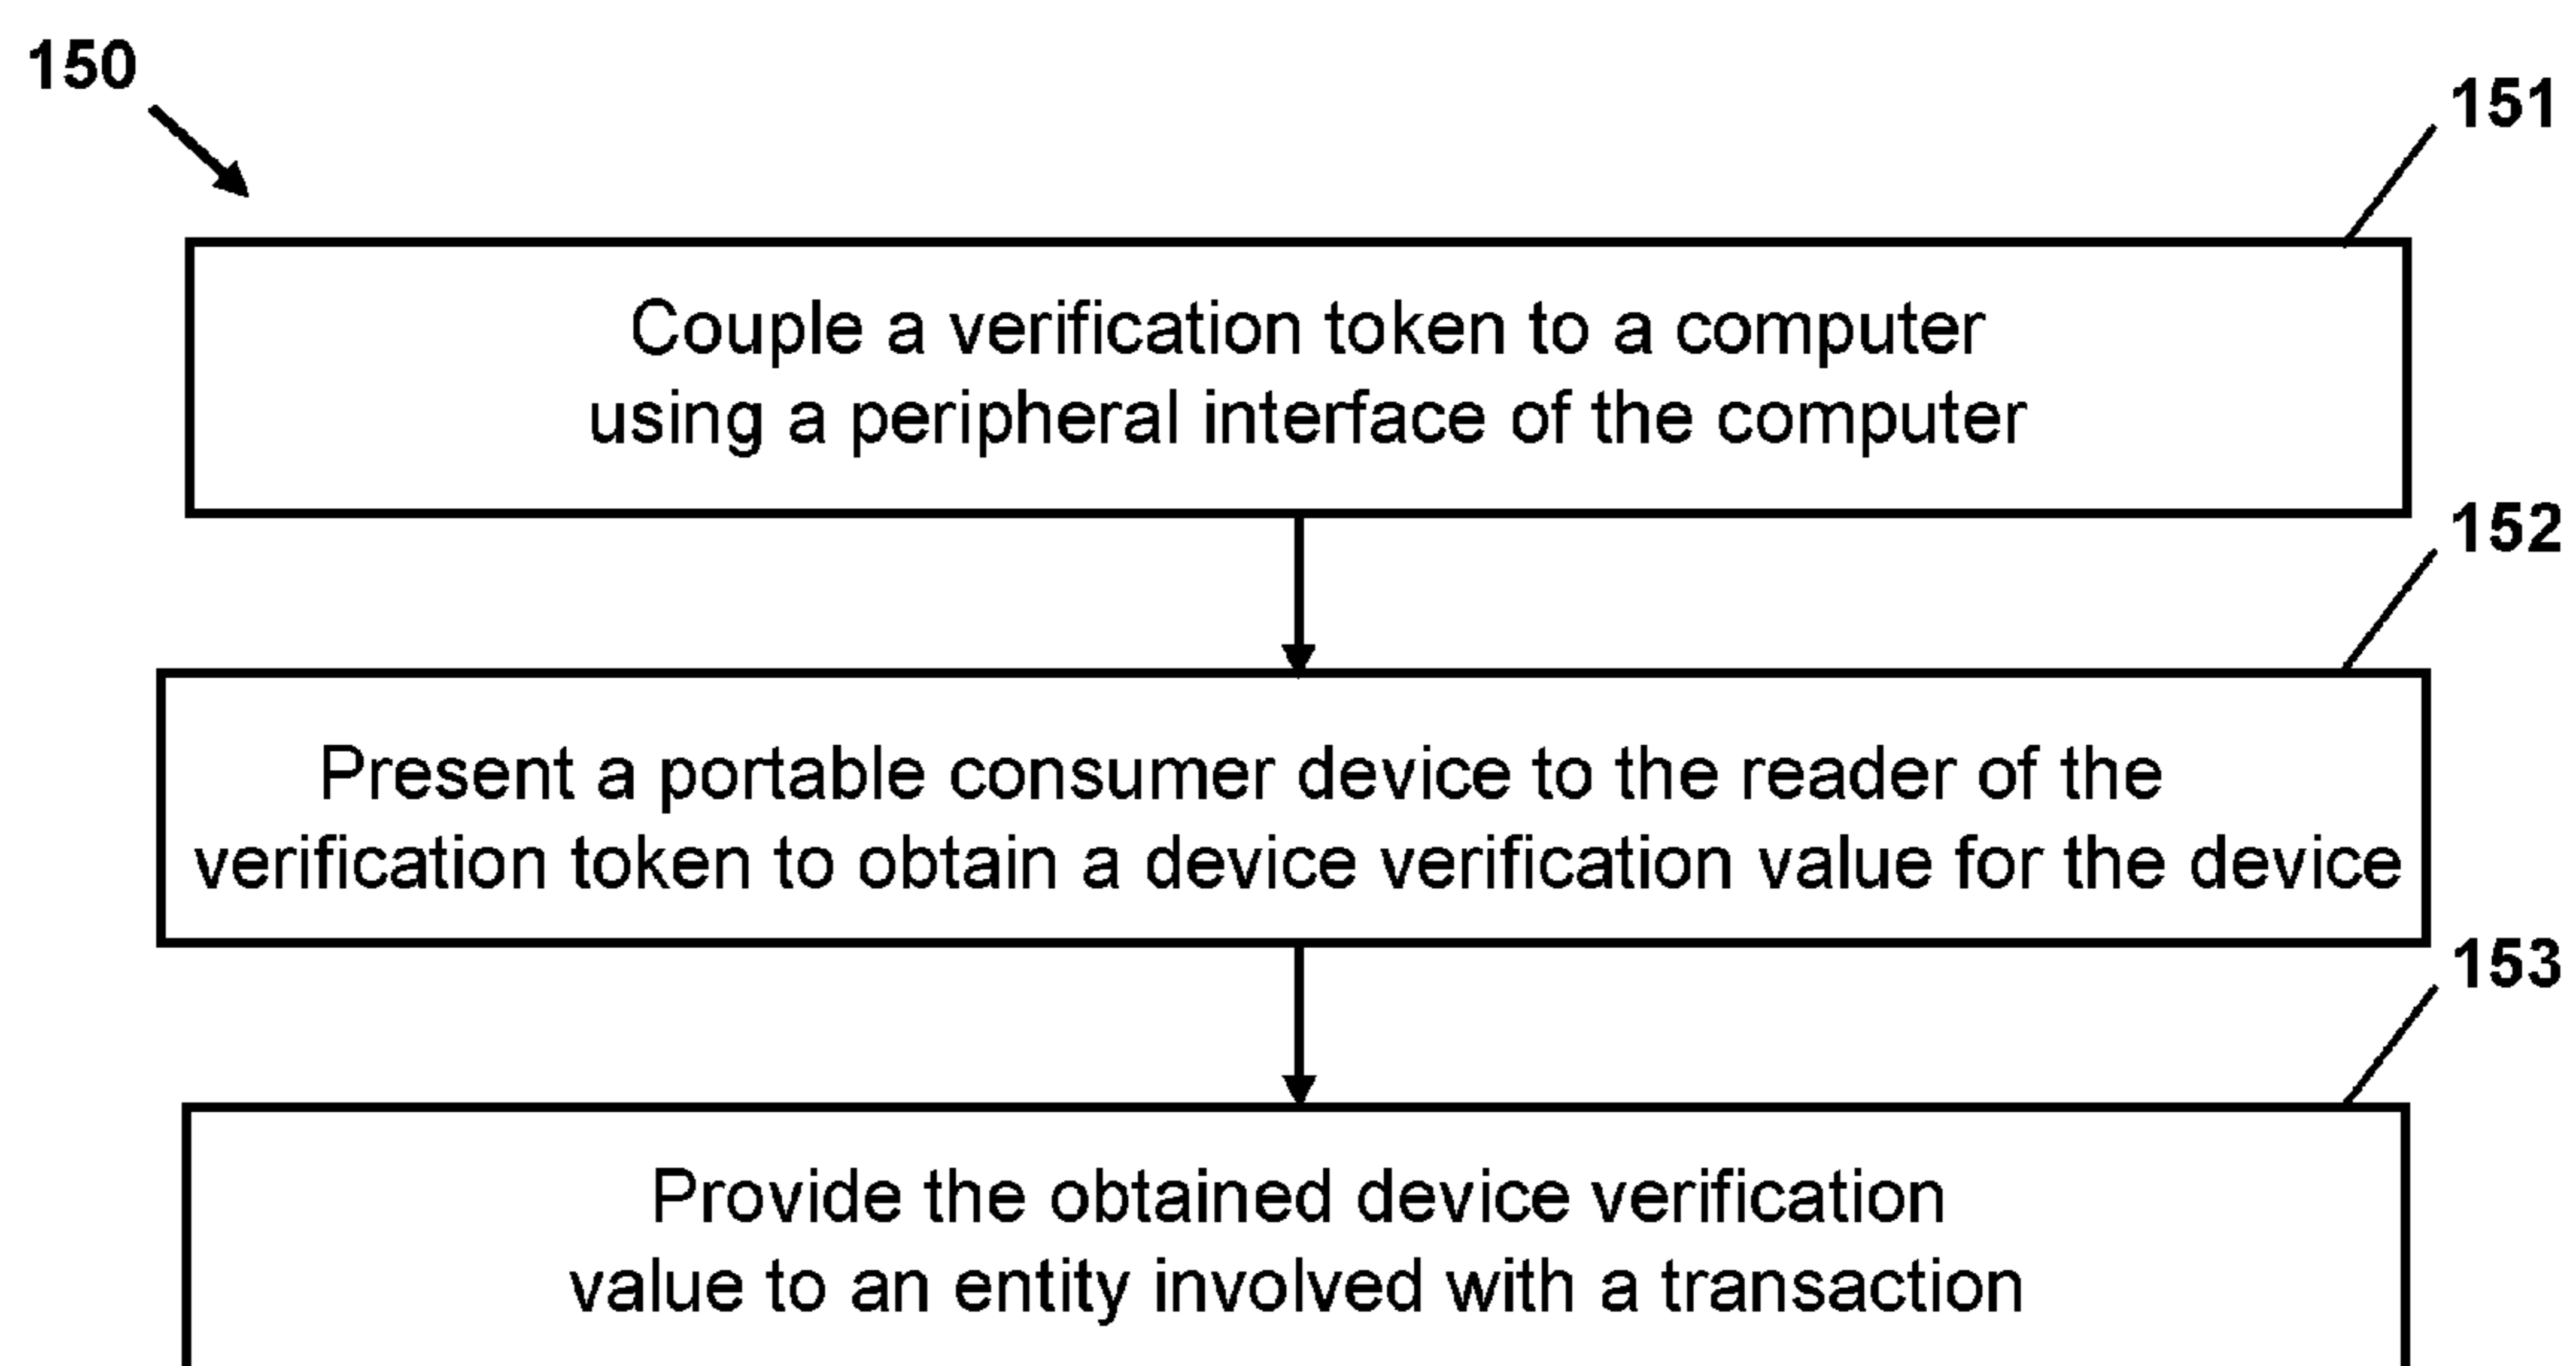 150
151
Couple a verification token to a computer
using a peripheral interface of the computer
152
Present a portable consumer device to the reader of the
verification token to obtain a device verification value for the device
153
Provide the obtained device verification
value to an entity involved with a transaction